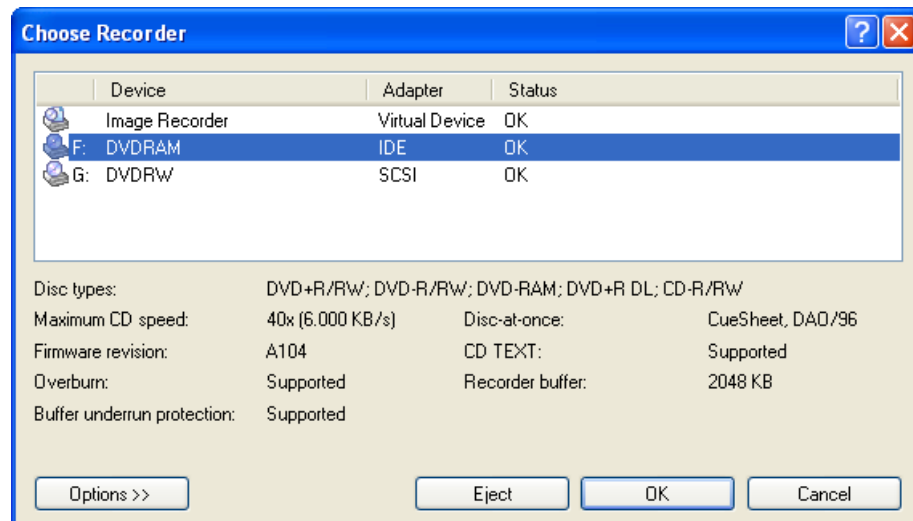 Choose Recorder
Device Adapter Status
Image Recorder Virtual Device OK
F: DVDRAM IDE OK
G: DVDRW SCSI OK
Disc types: DVD+R/RW; DVD-R/RW; DVD-RAM; DVD+R DL; CD-R/RW
Maximum CD speed: 40x (6.000 KB/s) Disc-at-once: CueSheet, DAO/96
Firmware revision: A104 CD TEXT: Supported
Overburn: Supported Recorder buffer: 2048 KB
Buffer underrun protection: Supported
Options >> Eject OK Cancel